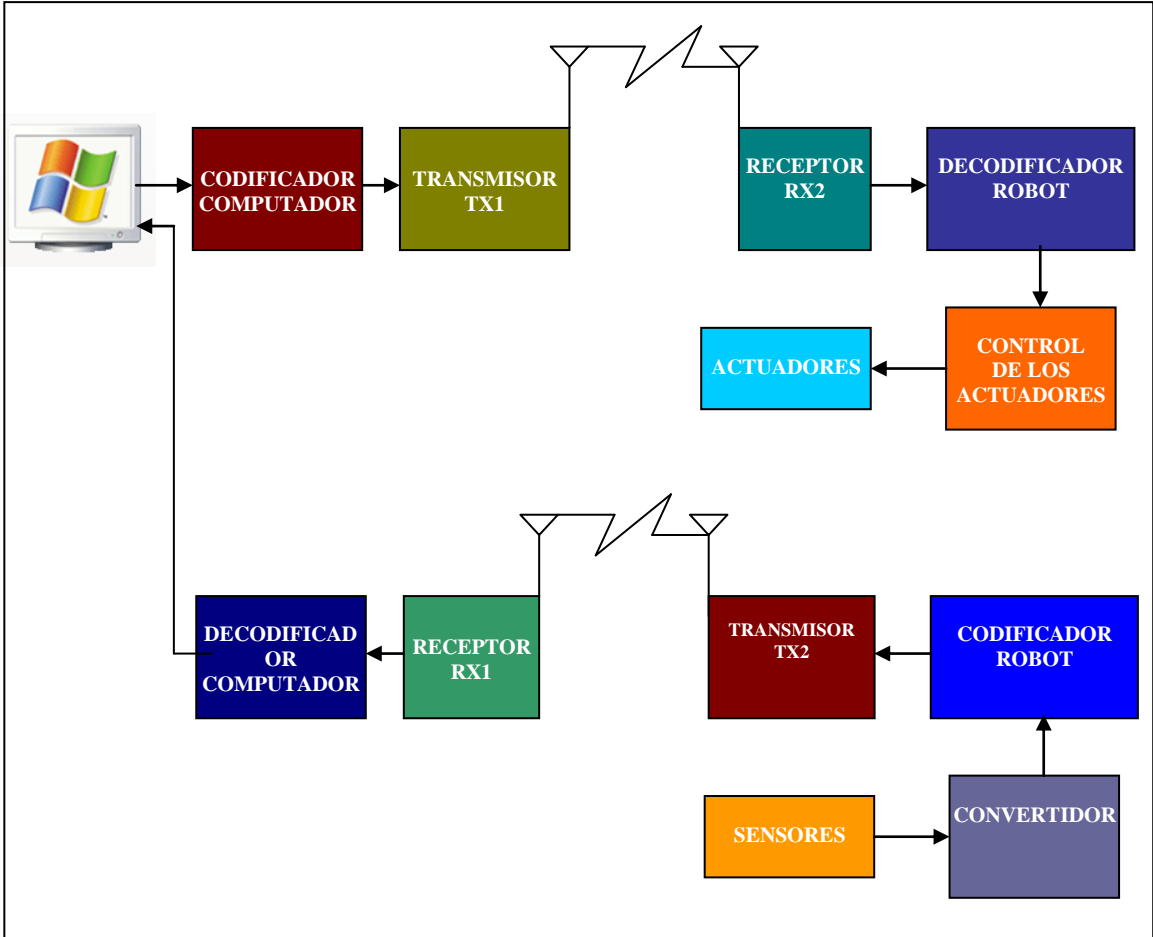 CODIFICADOR
COMPUTADOR
TRANSMISOR
TX1
RECEPTOR
RX2
DECODIFICADOR
ROBOT
ACTUADORES
CONTROL
DE LOS
ACTUADORES
DECODIFICAD
OR
COMPUTADOR
RECEPTOR
RX1
TRANSMISOR
TX2
CODIFICADOR
ROBOT
SENSORES
CONVERTIDOR